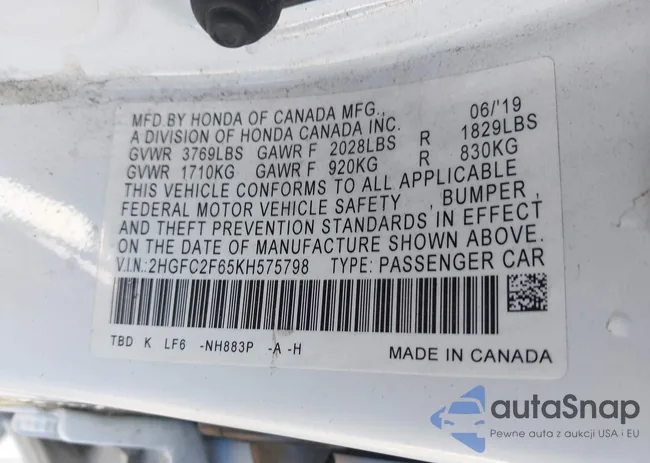 MFD.BY HONDA OF CANADA MFG., 06/'19
A DIVISION OF HONDA CANADA INC.
GVWR 3769LBS GAWR F 2028LBS R 1829LBS
GVWR 1710KG GAWR F 920KG R 830KG
THIS VEHICLE CONFORMS TO ALL APPLICABLE
FEDERAL MOTOR VEHICLE SAFETY , BUMPER ,
AND THEFT PREVENTION STANDARDS IN EFFECT
ON THE DATE OF MANUFACTURE SHOWN ABOVE.
V.I.N.:2HGFC2F65KH575798 TYPE: PASSENGER CAR
TBD K LF6 -NH883P -A -H MADE IN CANADA
autoSnap
Pewne auta z aukcji USA i EU